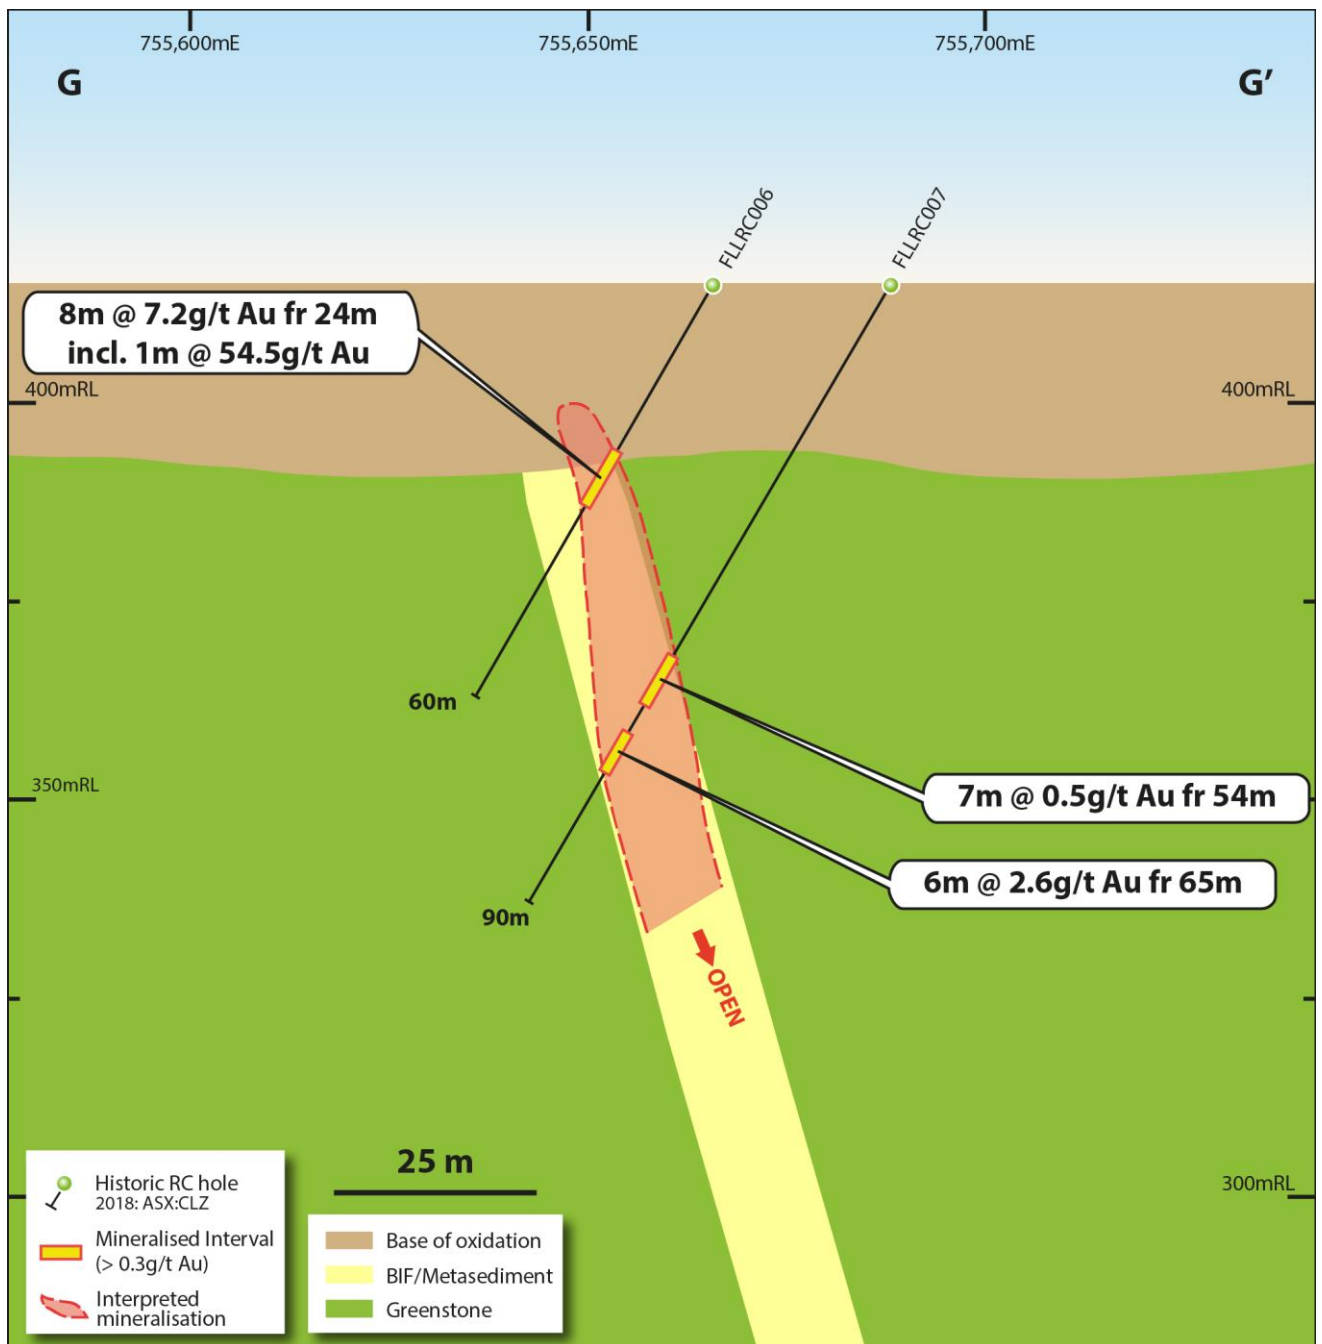 755,600mE
755,650mE
755,700mE
G
G'
FLLRC006
FLLRC007
8m @ 7.2g/t Au fr 24m
incl. 1m @ 54.5g/t Au
400mRL
400mRL
60m
350mRL
7m @ 0.5g/t Au fr 54m
6m @ 2.6g/t Au fr 65m
90m
OPEN
25 m
300mRL
Historic RC hole
2018: ASX:CLZ
Mineralised Interval
(> 0.3g/t Au)
Interpreted
mineralisation
Base of oxidation
BIF/Metasediment
Greenstone